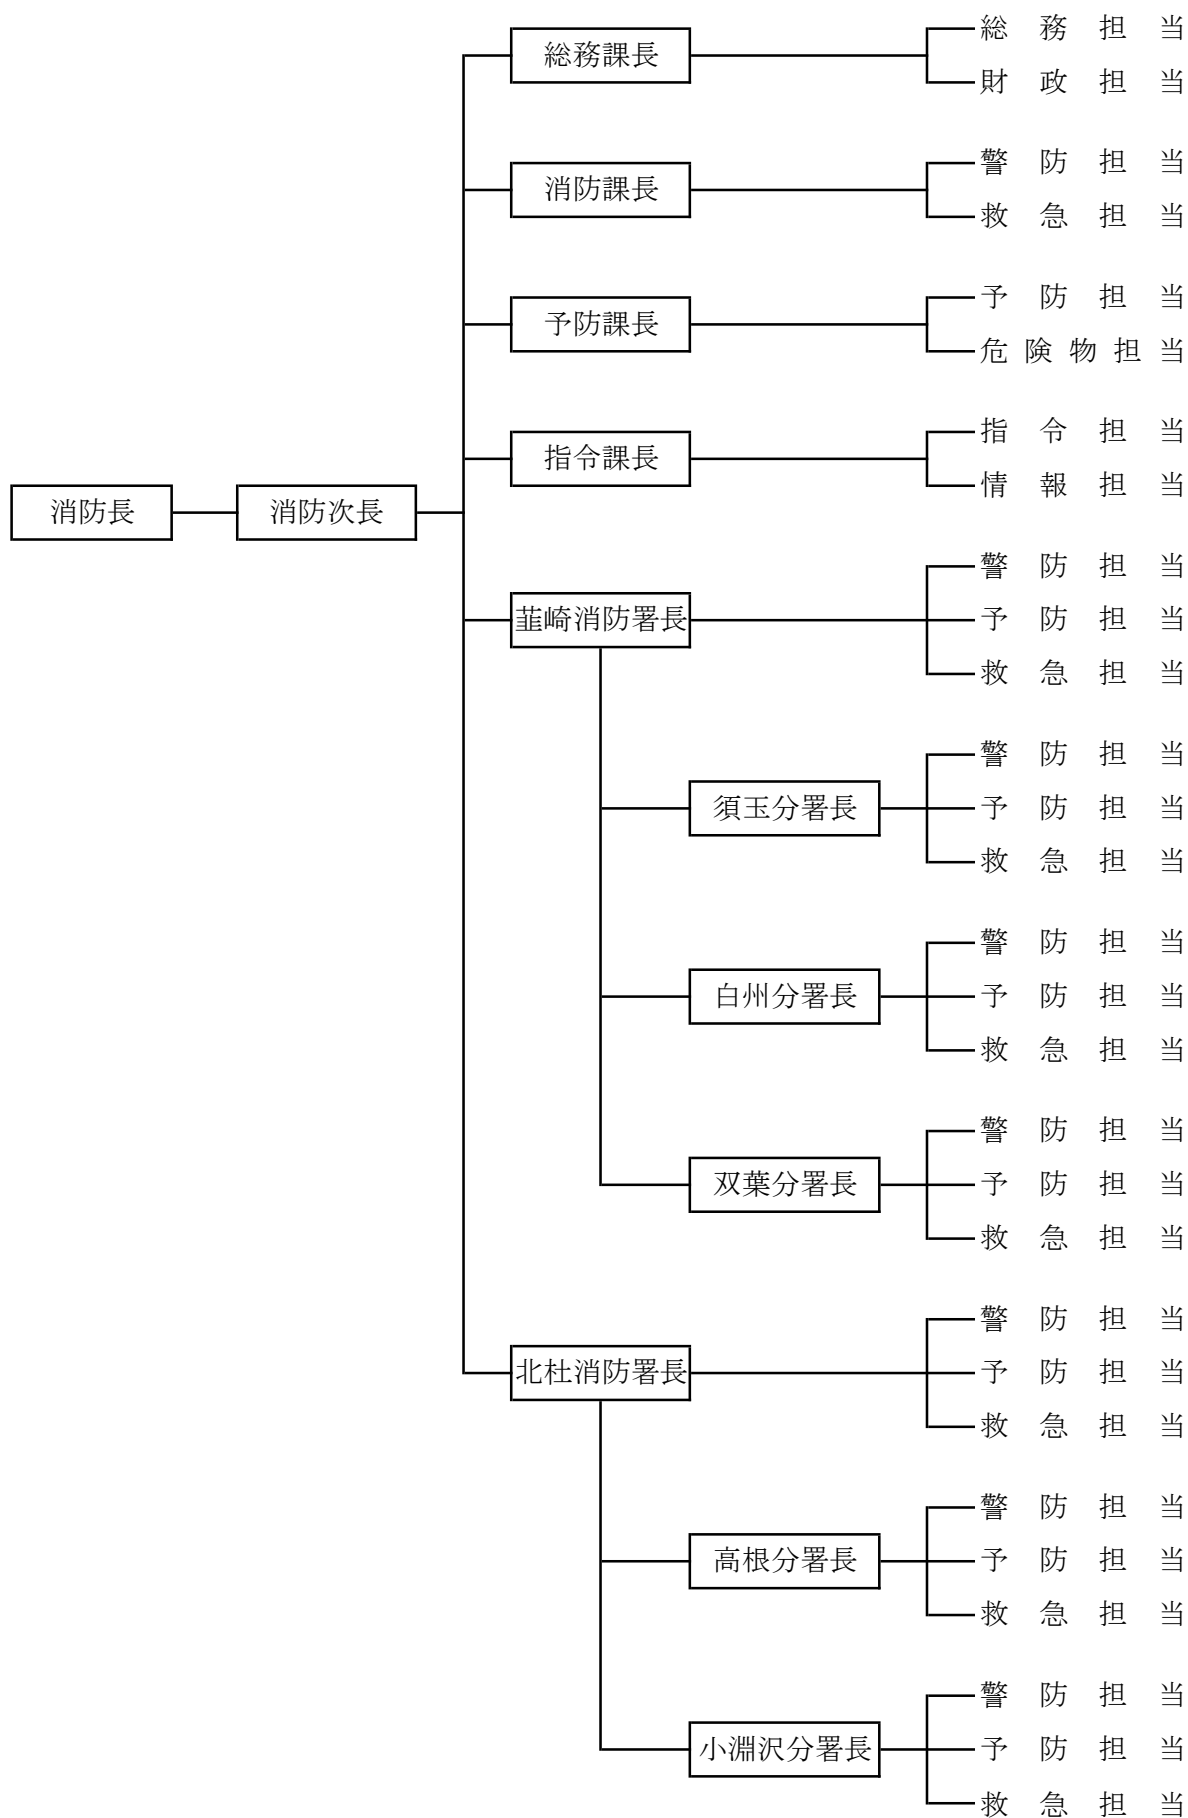 総務担当
総務課長
財政担当
警防担当
消防課長
救急担当
予防担当
予防課長
危険物担当
指令担当
指令課長
情報担当
消防長
消防次長
警防担当
韮崎消防署長
予防担当
救急担当
警防担当
須玉分署長
予防担当
救急担当
警防担当
白州分署長
予防担当
救急担当
警防担当
双葉分署長
予防担当
救急担当
警防担当
北杜消防署長
予防担当
救急担当
警防担当
高根分署長
予防担当
救急担当
警防担当
小淵沢分署長
予防担当
救急担当